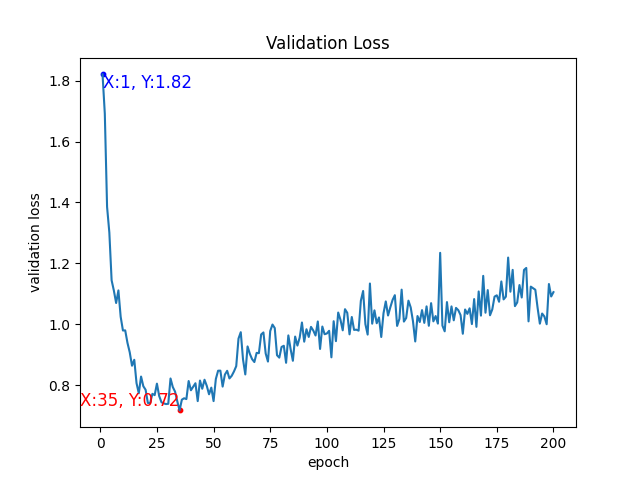 Validation Loss
X:1, Y:1.82
X:35, Y:0.72
validation loss
1.8
1.6
1.4
1.2
1.0
0.8
0 25 50 75 100 125 150 175 200
epoch